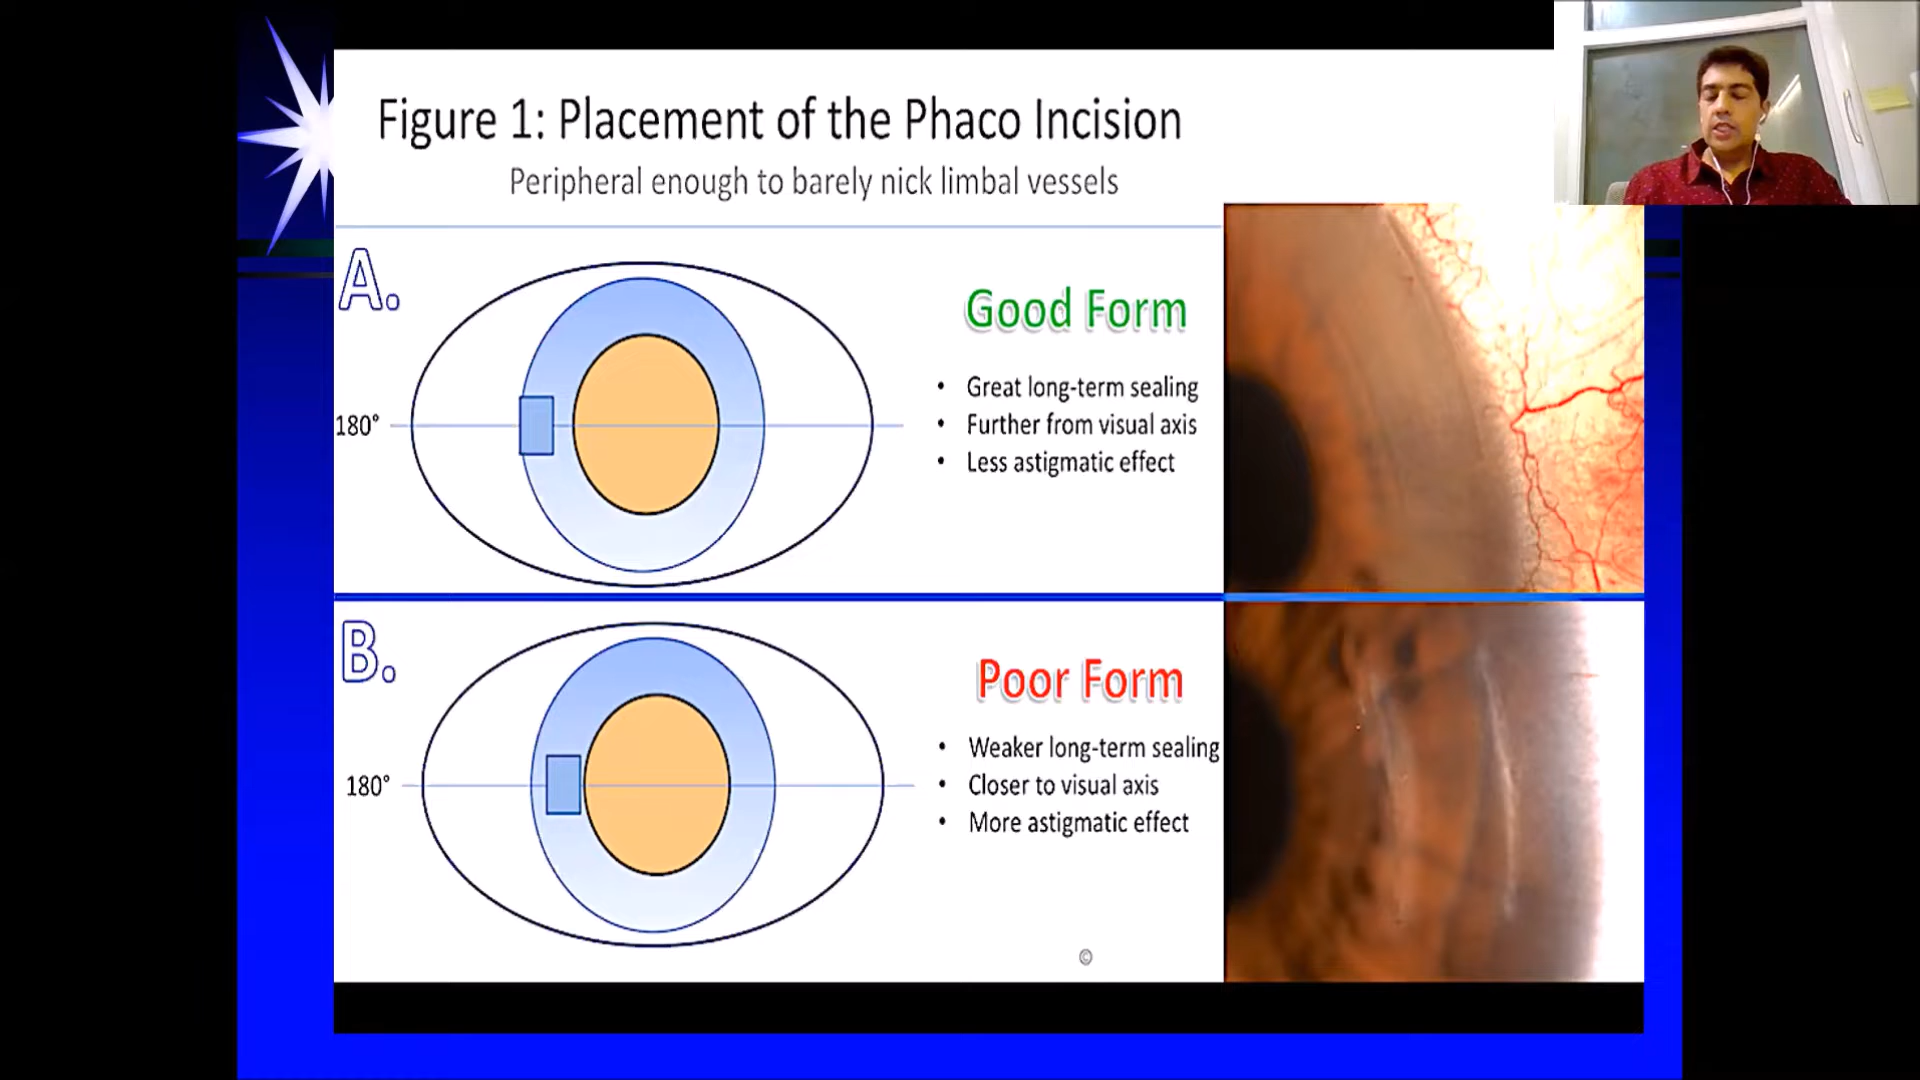 Figure 1: Placement of the Phaco Incision
Peripheral enough to barely nick limbal vessels
A.
180°
Good Form
• Great long-term sealing
• Further from visual axis
• Less astigmatic effect
B.
180°
Poor Form
• Weaker long-term sealing
• Closer to visual axis
• More astigmatic effect
©